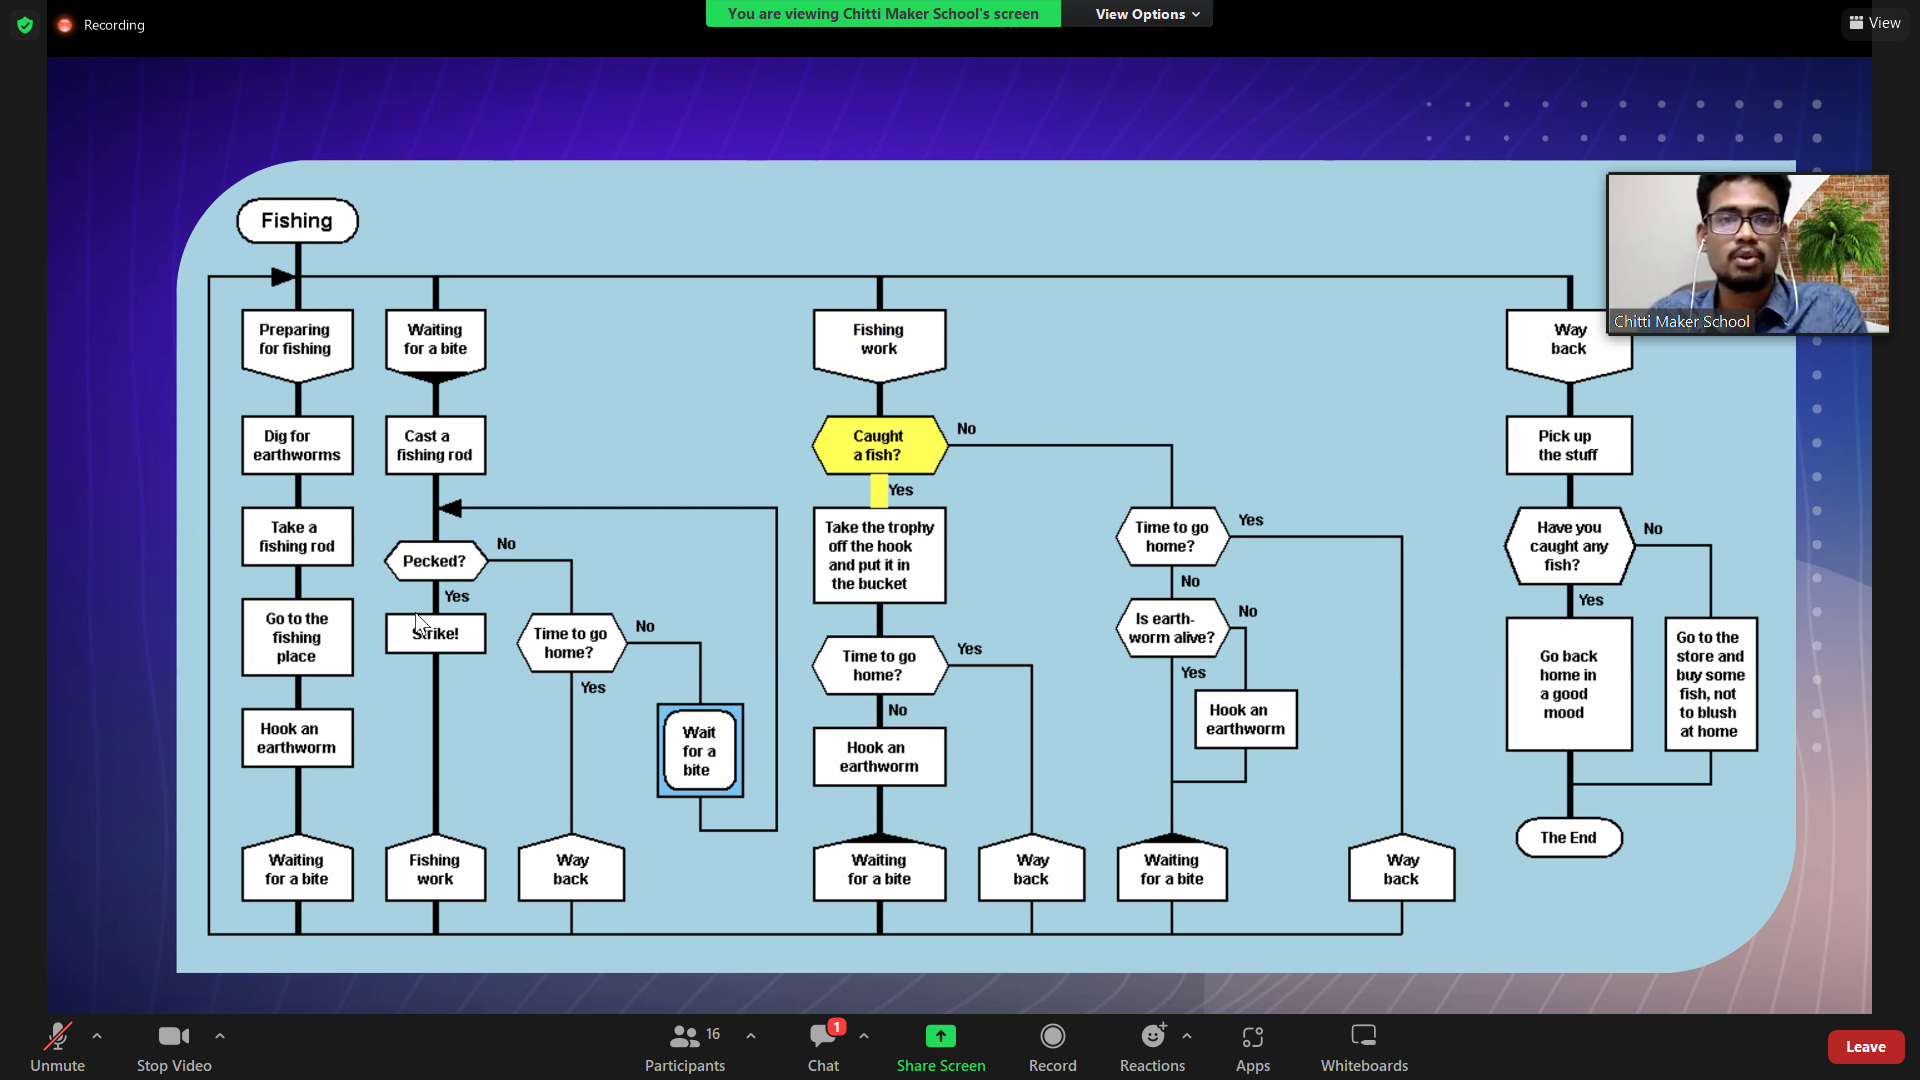 Recording
You are viewing Chitti Maker School's screen
View Options
View
Fishing
Preparing
for fishing
Dig for
earthworms
Take a
fishing rod
Go to the
fishing
place
Hook an
earthworm
Waiting
for a bite
Waiting
for a bite
Cast a
fishing rod
Pecked?
No
Yes
Strike!
Fishing
work
Time to go
home?
No
Yes
Wait
for a
bite
Way
back
Fishing
work
Caught
a fish?
No
Yes
Take the trophy
off the hook
and put it in
the bucket
Time to go
home?
Yes
No
Hook an
earthworm
Waiting
for a bite
Way
back
Time to go
home?
Yes
No
Is earth-
worm alive?
No
Yes
Hook an
earthworm
Waiting
for a bite
Way
back
Way
back
Pick up
the stuff
Have you
caught any
fish?
No
Yes
Go back
home in
a good
mood
Go to the
store and
buy some
fish, not
to blush
at home
The End
Chitti Maker School
Unmute
Stop Video
16
Participants
1
Chat
Share Screen
Record
Reactions
Apps
Whiteboards
Leave